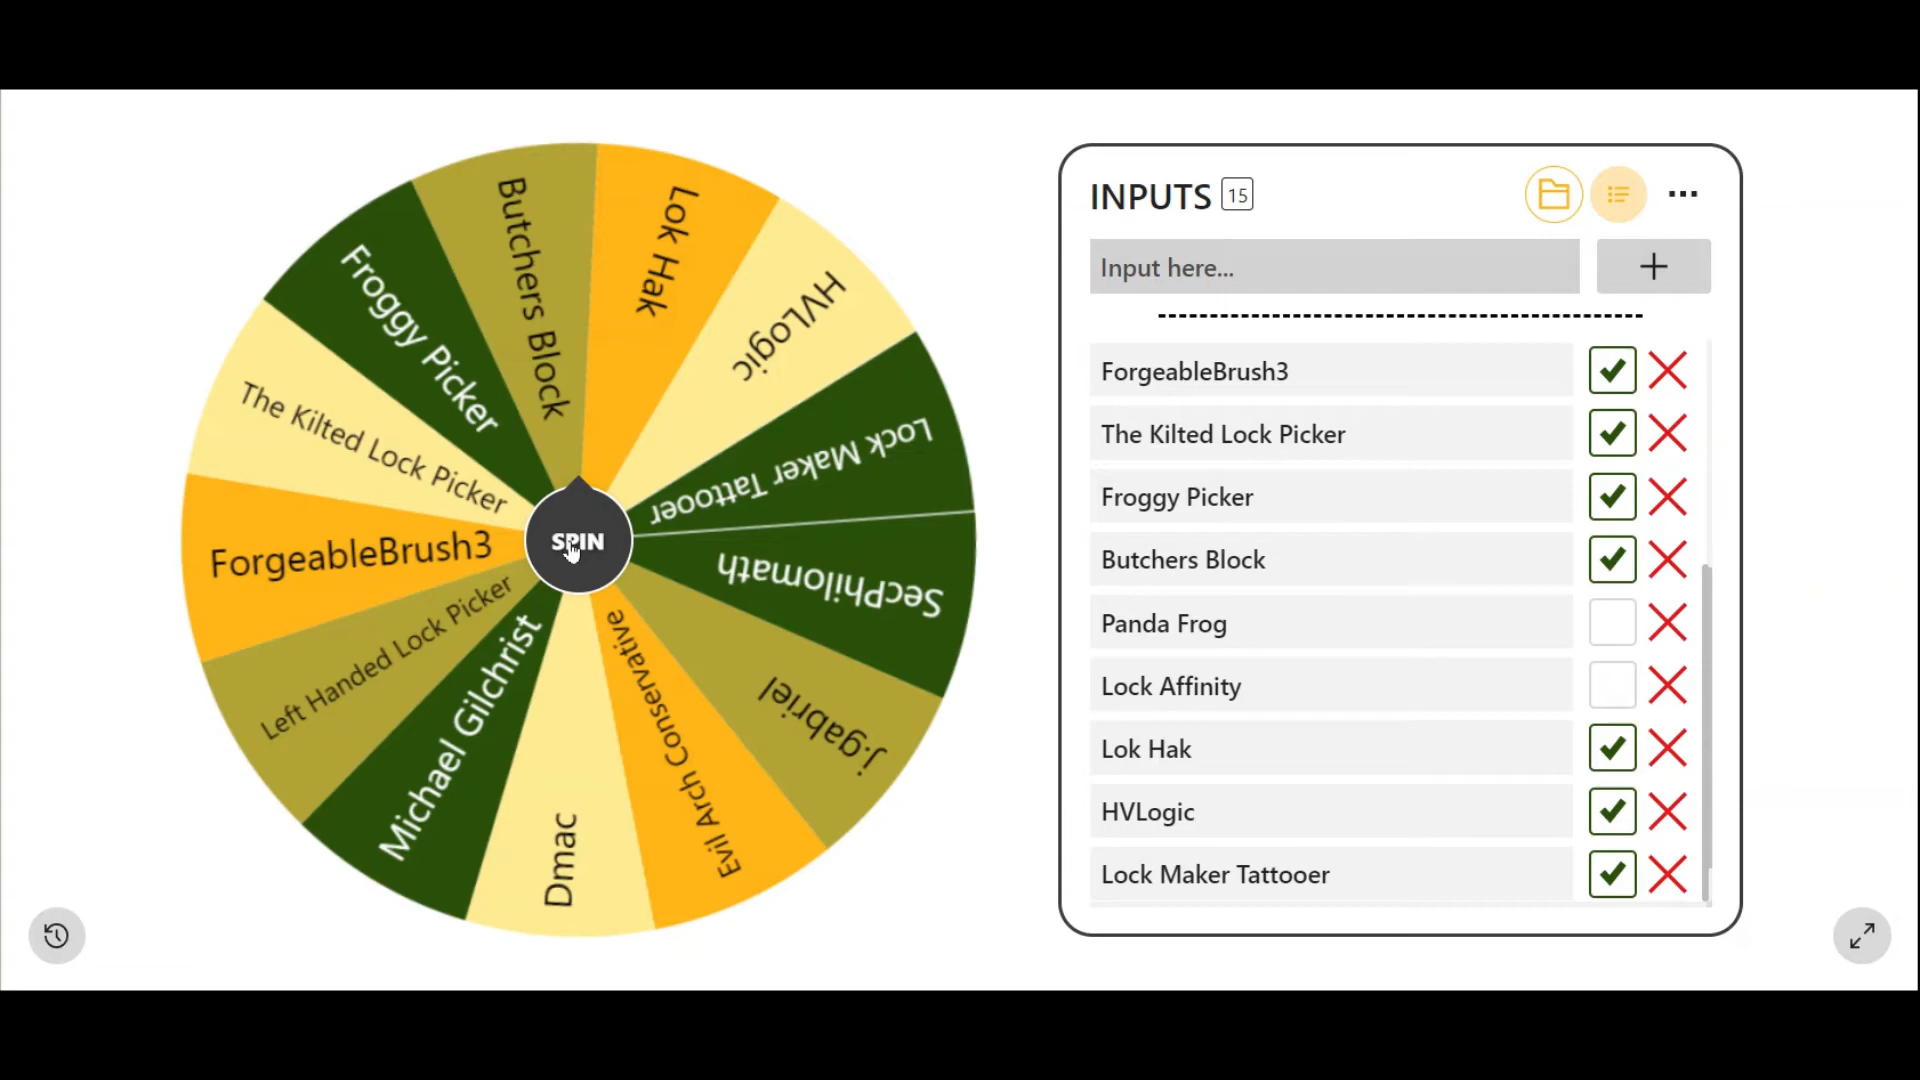 Butchers Block
Lok Hak
HVLogic
Lock Maker Tattooer
SecPhilomath
j.gabriel
Evil Arch Conservative
Dmac
Michael Gilchrist
Left Handed Lock Picker
ForgeableBrush3
The Kilted Lock Picker
Froggy Picker
SPIN
INPUTS 15
Input here...
ForgeableBrush3
The Kilted Lock Picker
Froggy Picker
Butchers Block
Panda Frog
Lock Affinity
Lok Hak
HVLogic
Lock Maker Tattooer